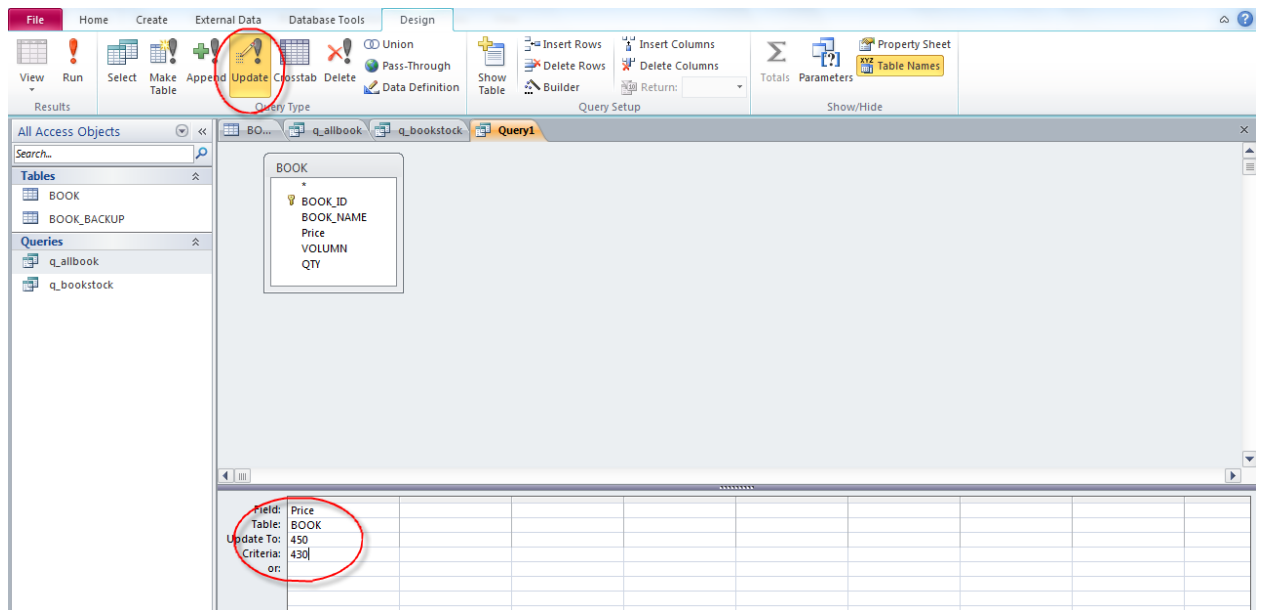 File Home Create External Data Database Tools Design
View Run Select Make Table Append Update Crosstab Delete
Union
Pass-Through
Data Definition
Show Table
Insert Rows
Delete Rows
Builder
Insert Columns
Delete Columns
Return:
Totals Parameters
Property Sheet
XYZ Table Names
Results Query Type Query Setup Show/Hide
All Access Objects
Search...
Tables
BOOK
BOOK_BACKUP
Queries
q_allbook
q_bookstock
BO... q_allbook q_bookstock Query1
BOOK
*
BOOK_ID
BOOK_NAME
Price
VOLUMN
QTY
Field: Price
Table: BOOK
Update To: 450
Criteria: 430
or: